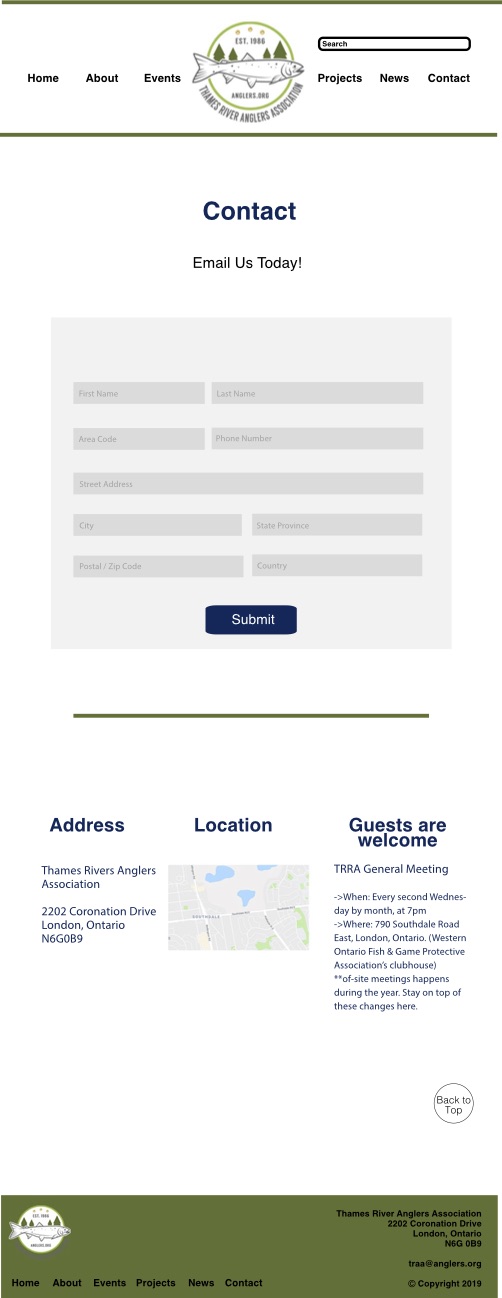 EST. 1986
ANGLERS.ORG
THAMES RIVER ANGLERS ASSOCIATION
Search
Home About Events Projects News Contact
Contact
Email Us Today!
First Name Last Name
Area Code Phone Number
Street Address
City State Province
Postal / Zip Code Country
Submit
Address
Thames Rivers Anglers
Association
2202 Coronation Drive
London, Ontario
N6G0B9
Location
SOUTHDALE
Guests are
welcome
TRRA General Meeting
->When: Every second Wednes-
day by month, at 7pm
->Where: 790 Southdale Road
East, London, Ontario. (Western
Ontario Fish & Game Protective
Association's clubhouse)
**of-site meetings happens
during the year. Stay on top of
these changes here.
Back to
Top
EST. 1986
ANGLERS.ORG
Home About Events Projects News Contact
Thames River Anglers Association
2202 Coronation Drive
London, Ontario
N6G 0B9
traa@anglers.org
© Copyright 2019